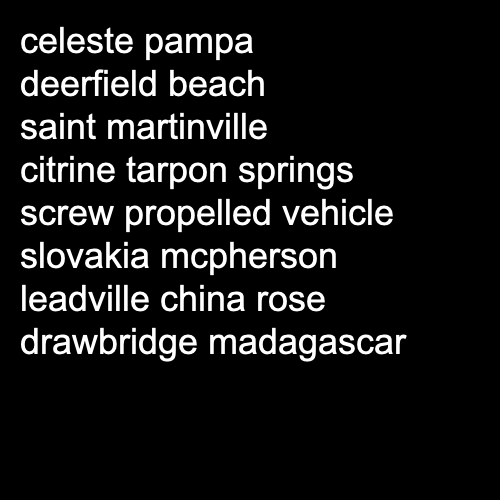 celeste pampa
deerfield beach
saint martinville
citrine tarpon springs
screw propelled vehicle
slovakia mcpherson
leadville china rose
drawbridge madagascar